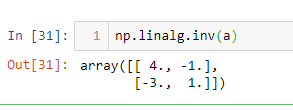 In [31]: 1 np.linalg.inv(a)
Out[31]: array([[ 4., -1.],
[-3., 1.]])